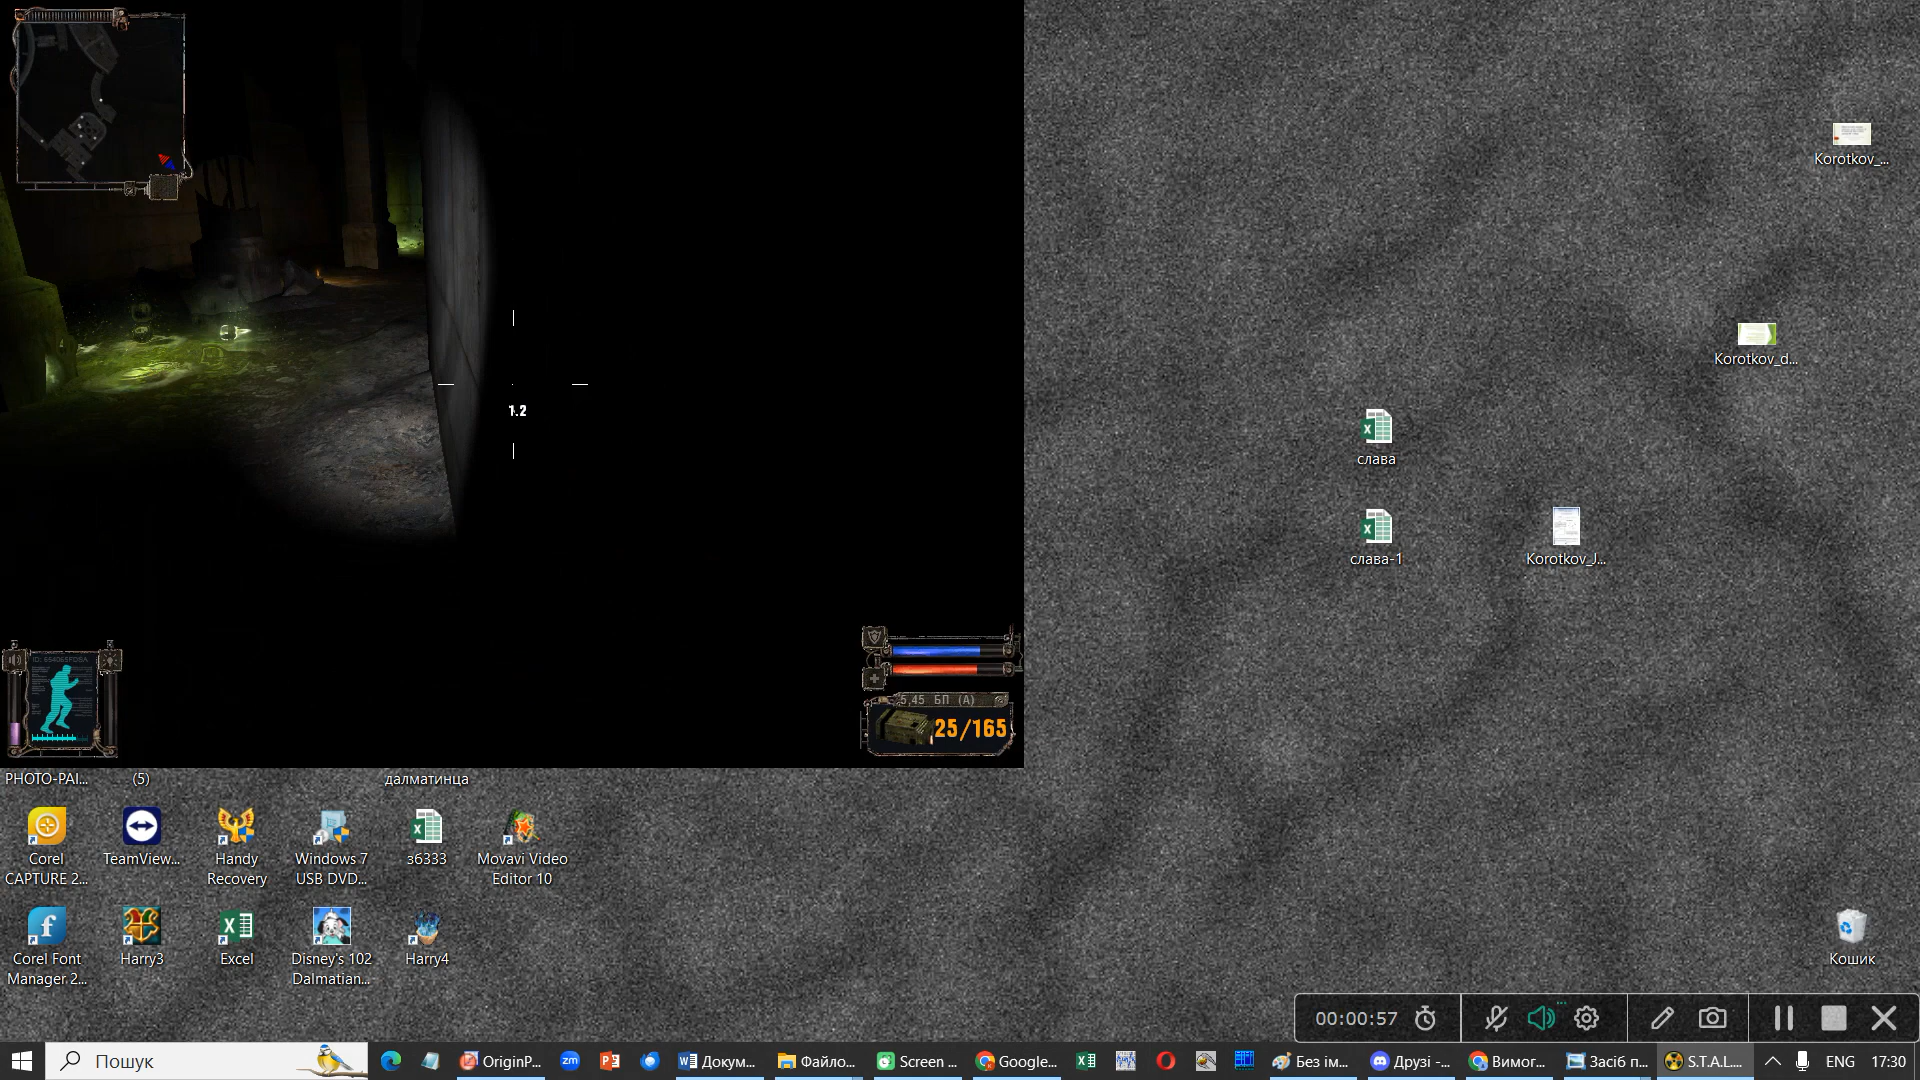 1.2
5,45 БП (А)
25/165
Korotkov_...
Korotkov_d...
слава
слава-1
Korotkov_J...
PHOTO-PAI...
(5)
далматинца
Corel
CAPTURE 2...
TeamView...
Handy
Recovery
Windows 7
USB DVD...
з6333
Movavi Video
Editor 10
Corel Font
Manager 2...
Harry3
Excel
Disney's 102
Dalmatian...
Harry4
Кошик
00:00:57
Пошук
OriginP...
zm
Докум...
Файло...
Screen ...
Google...
Без ім...
Друзі -...
Вимог...
Засіб п...
S.T.A.L...
ENG
17:30